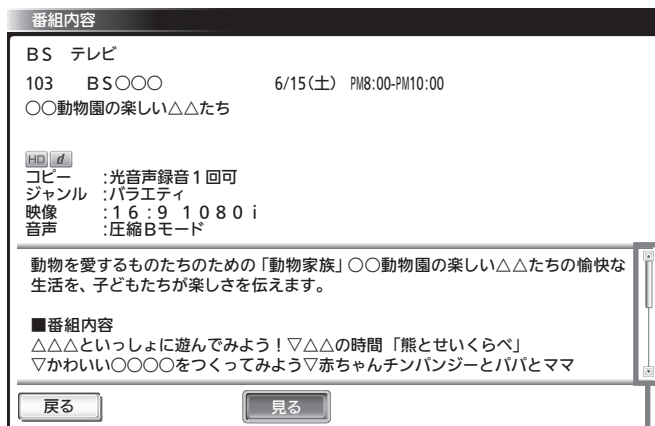 番組内容
BS テレビ
103 BS○○○ 6/15(土) PM8:00-PM10:00
○○動物園の楽しい△△たち
HD d
コピー :光音声録音1回可
ジャンル :バラエティ
映像 :16:9 1080i
音声 :圧縮Bモード
動物を愛するものたちのための「動物家族」○○動物園の楽しい△△たちの愉快な
生活を、子どもたちが楽しさを伝えます。
■番組内容
△△△といっしょに遊んでみよう!▽△△の時間「熊とせいくらべ」
▽かわいい○○○○をつくってみよう▽赤ちゃんチンパンジーとパパとママ
戻る 見る